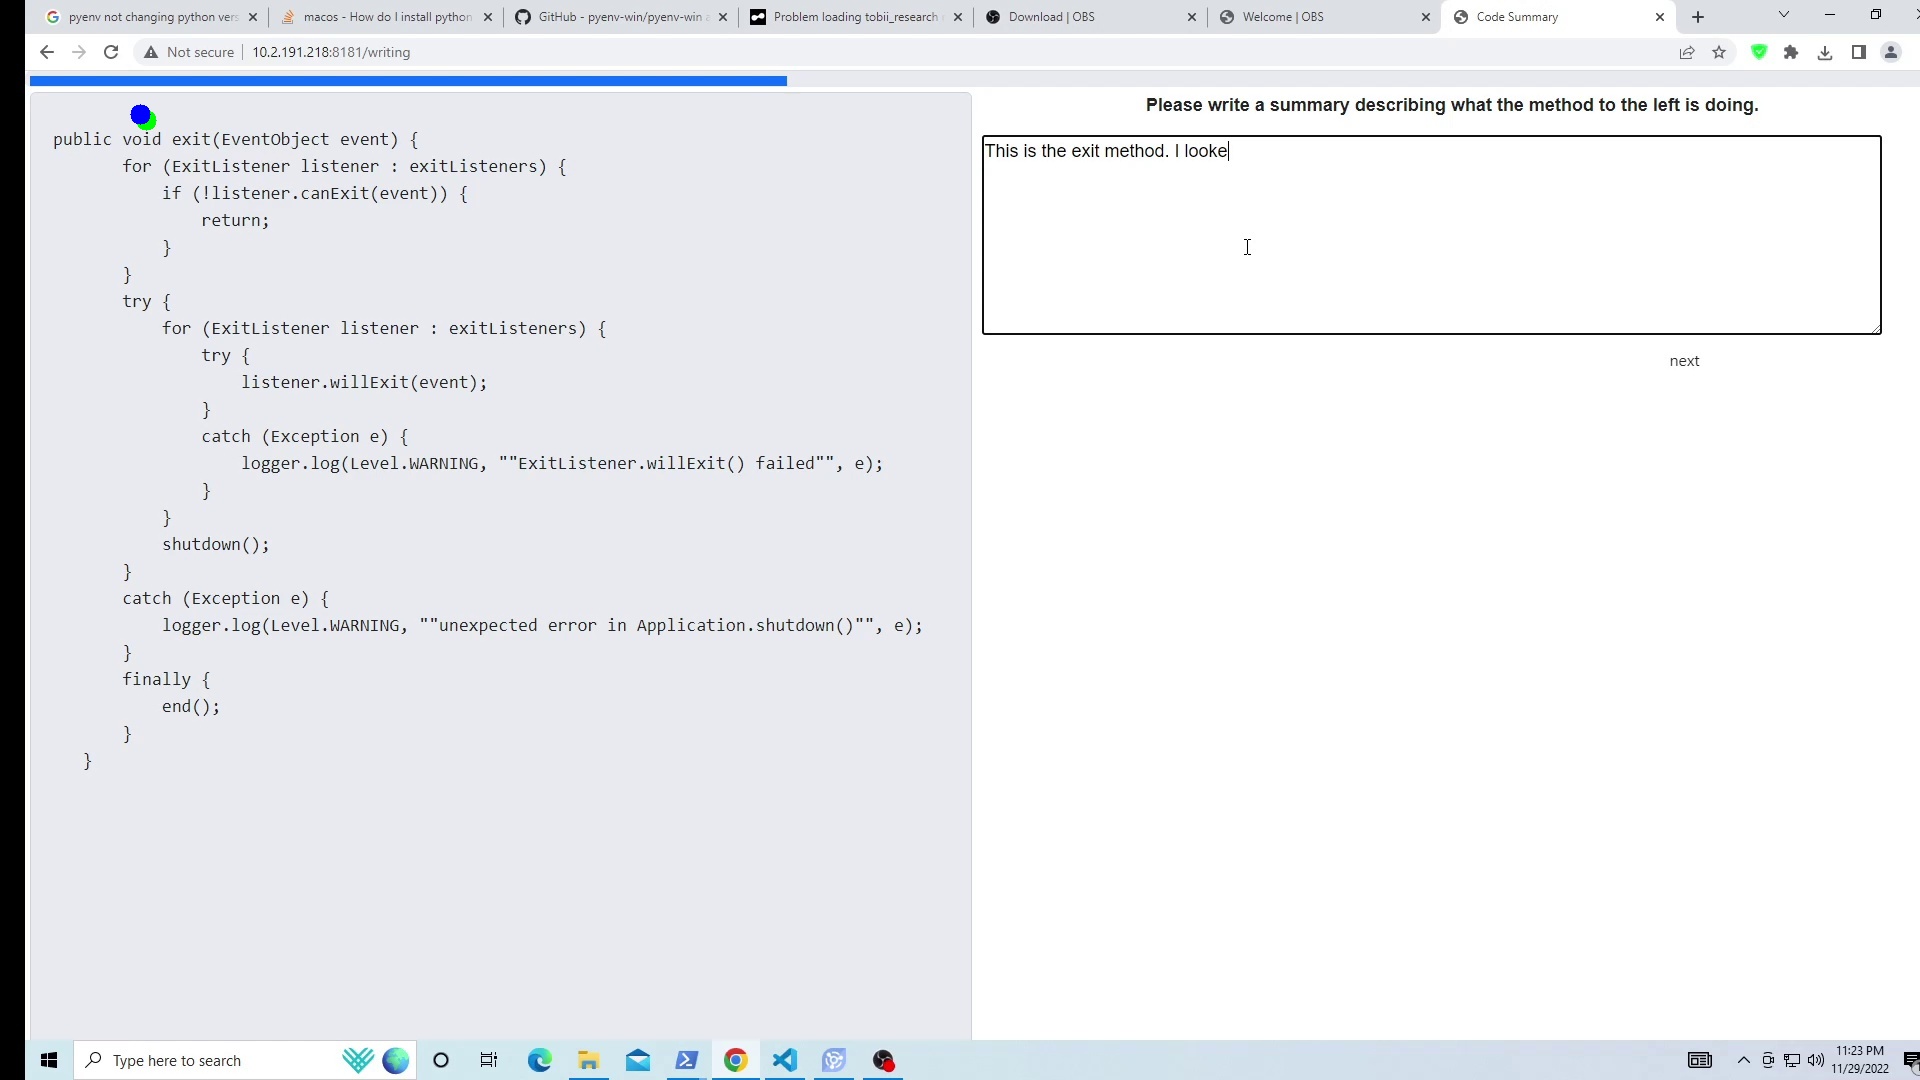 pyenv not changing python vers
macos - How do I install python
GitHub - pyenv-win/pyenv-win a
Problem loading tobii_research
Download | OBS
Welcome | OBS
Code Summary
Not secure
10.2.191.218:8181/writing
public void exit(EventObject event) {
for (ExitListener listener : exitListeners) {
if (!listener.canExit(event)) {
return;
}
}
try {
for (ExitListener listener : exitListeners) {
try {
listener.willExit(event);
}
catch (Exception e) {
logger.log(Level.WARNING, ""ExitListener.willExit() failed"", e);
}
}
shutdown();
}
catch (Exception e) {
logger.log(Level.WARNING, ""unexpected error in Application.shutdown()"", e);
}
finally {
end();
}
}
Please write a summary describing what the method to the left is doing.
This is the exit method. I looke
next
Type here to search
11:23 PM
11/29/2022